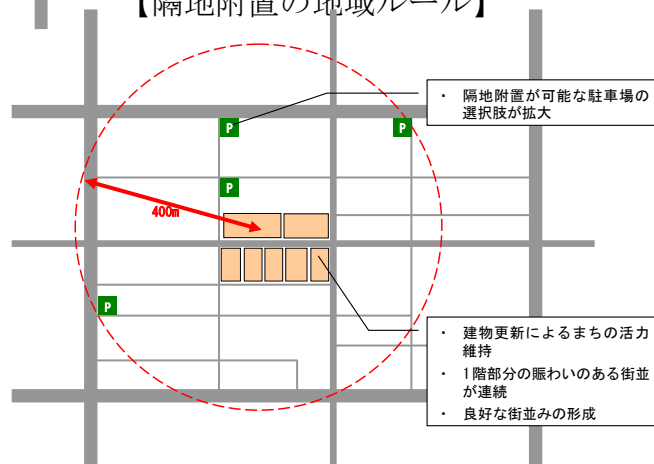 【隔地附置の地域ルール】
・ 隔地附置が可能な駐車場の
選択肢が拡大
P
P
P
400m
P
・ 建物更新によるまちの活力
維持
・ 1階部分の賑わいのある街並
が連続
・ 良好な街並みの形成